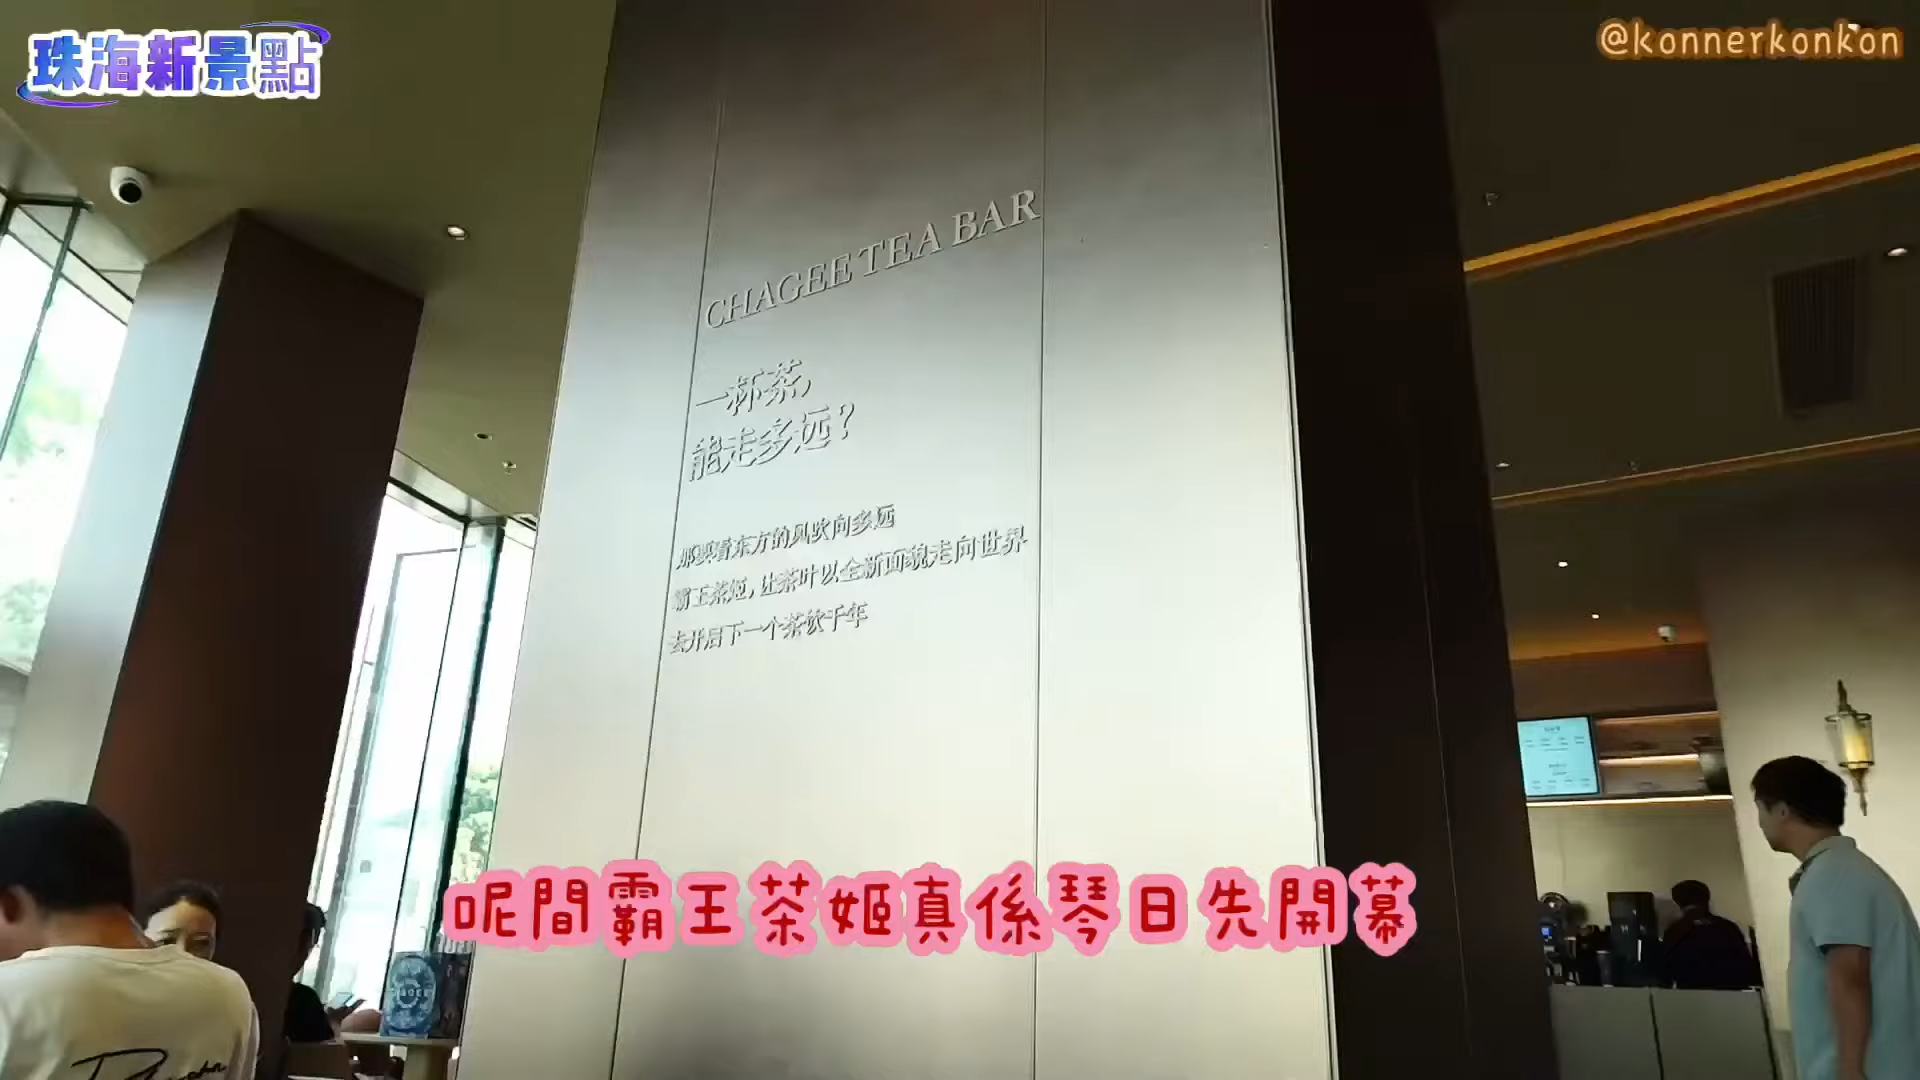 珠海新景點
@konnerkonkon
CHAGEE TEA BAR
一杯茶,
能走多远?
那要看东方的风吹向多远
霸王茶姬,让茶叶以全新面貌走向世界
去开启下一个茶饮千年
呢間霸王茶姬真係琴日先開幕